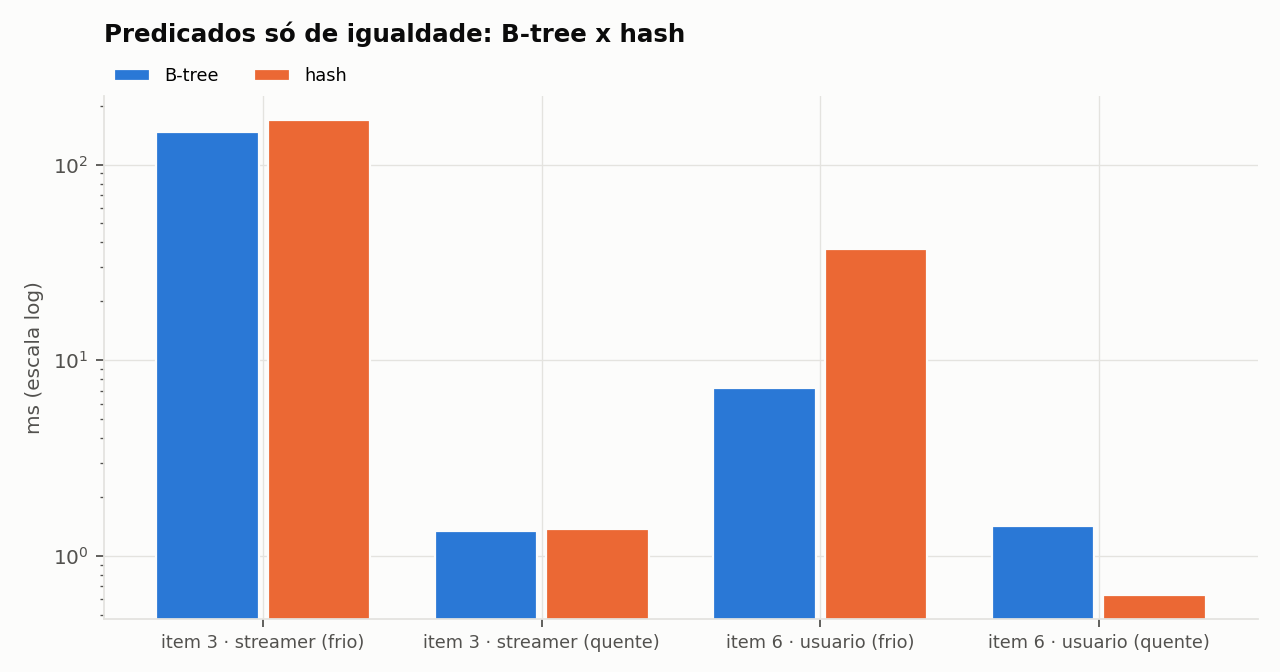 Predicados só de igualdade: B-tree x hash
B-tree hash
ms (escala log)
10²
10¹
10⁰
item 3 · streamer (frio) item 3 · streamer (quente) item 6 · usuario (frio) item 6 · usuario (quente)